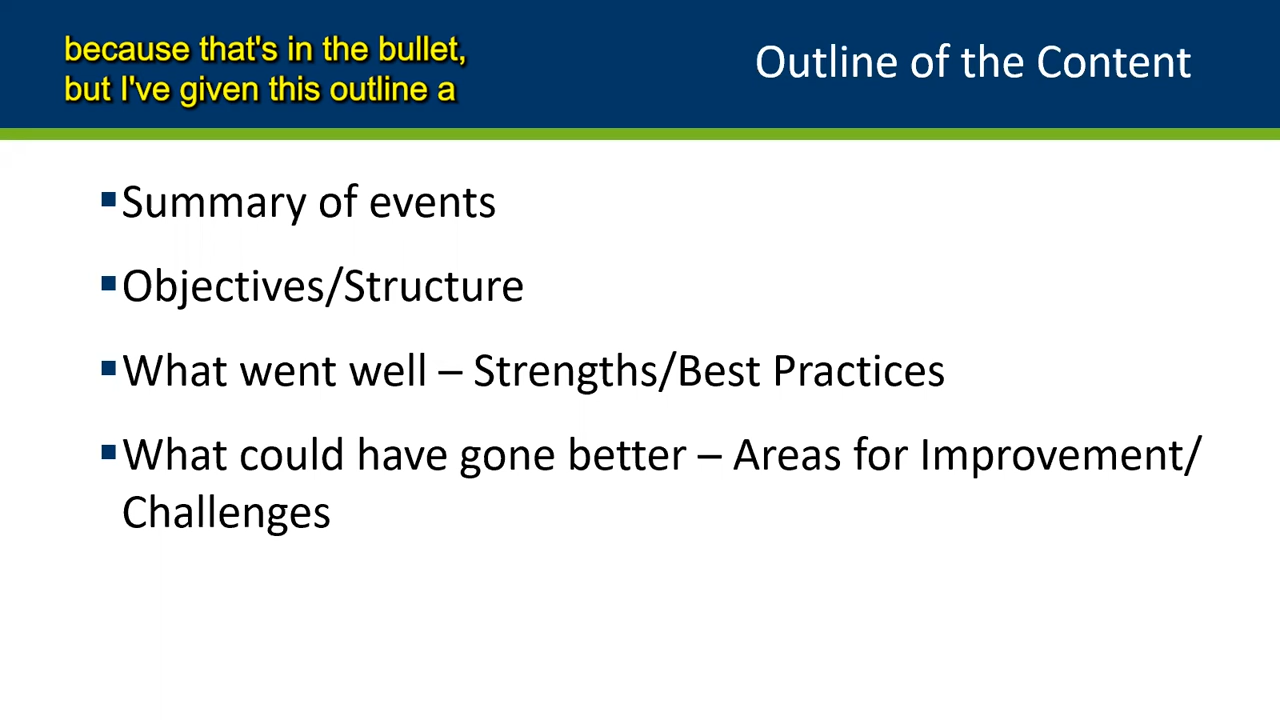 because that's in the bullet,
but I've given this outline a
Outline of the Content
▪Summary of events
▪Objectives/Structure
▪What went well – Strengths/Best Practices
▪What could have gone better – Areas for Improvement/
Challenges